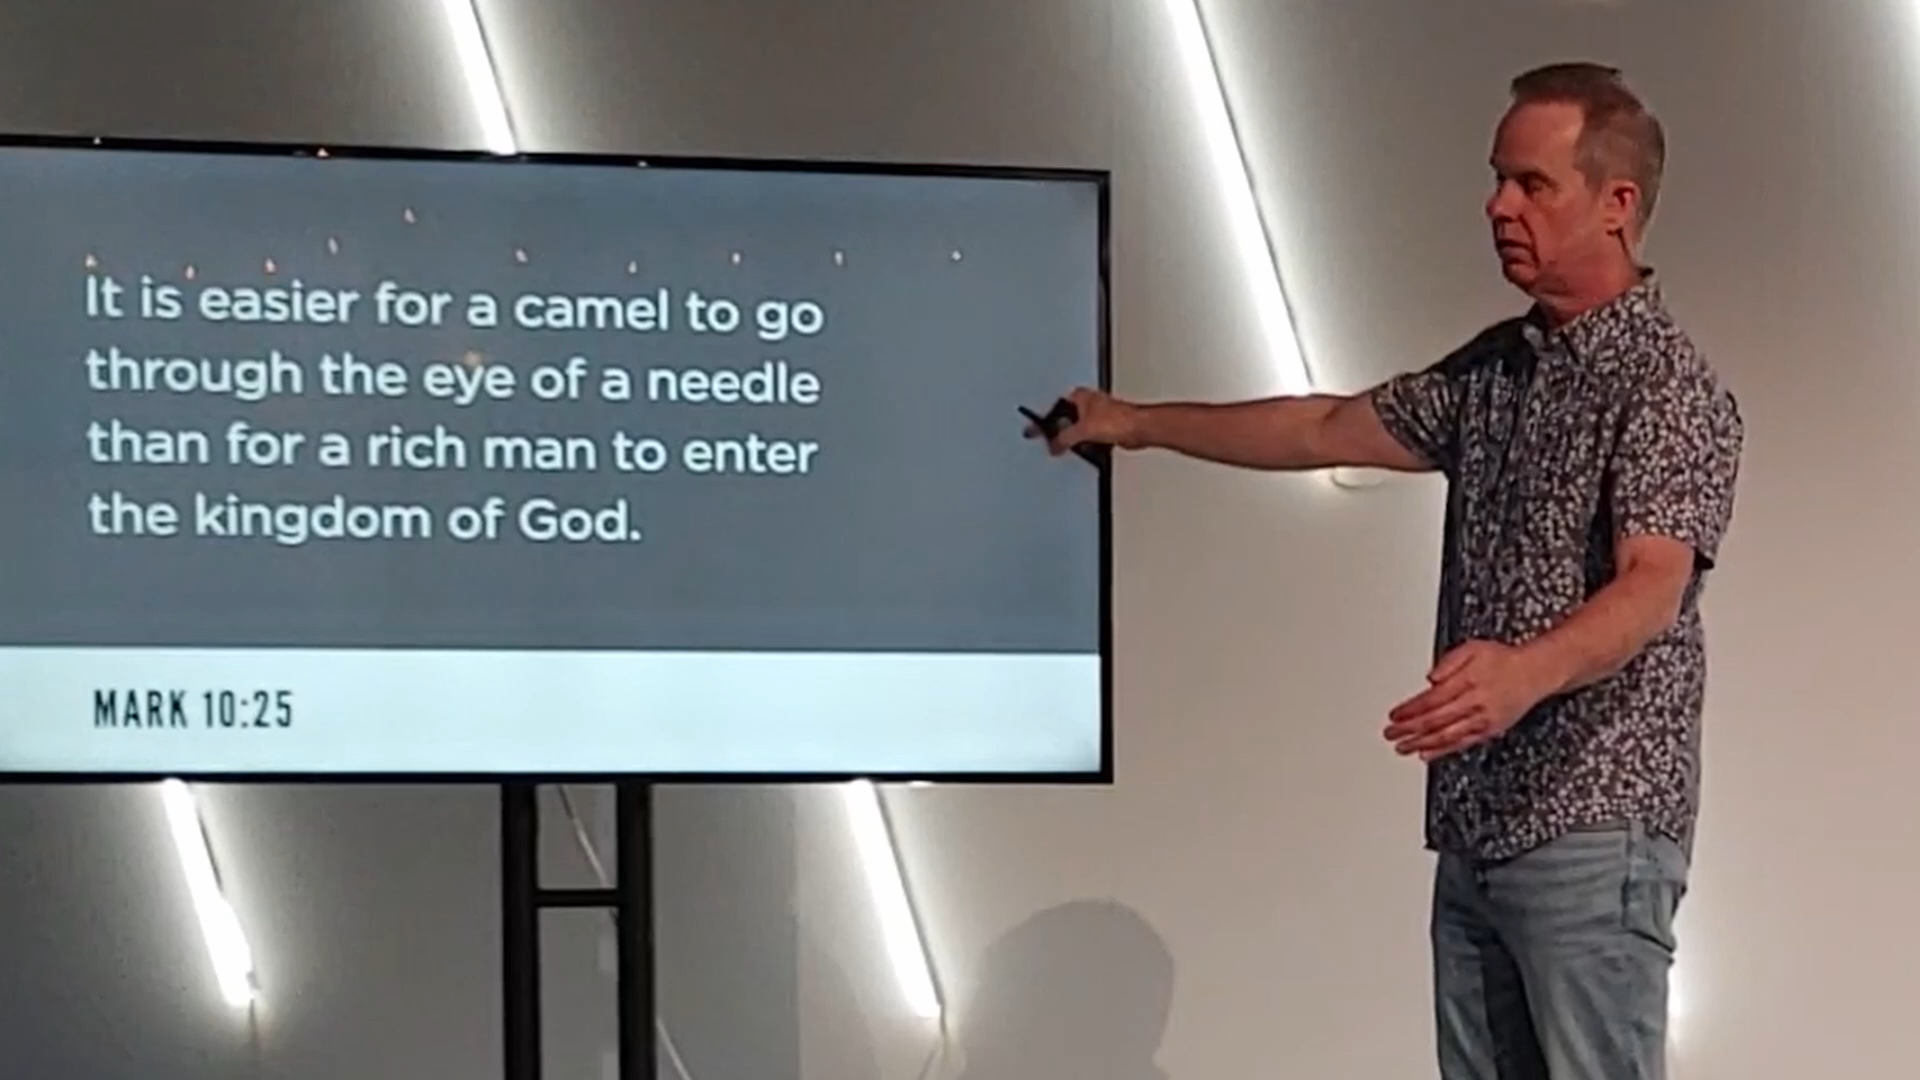 It is easier for a camel to go
through the eye of a needle
than for a rich man to enter
the kingdom of God.
MARK 10:25